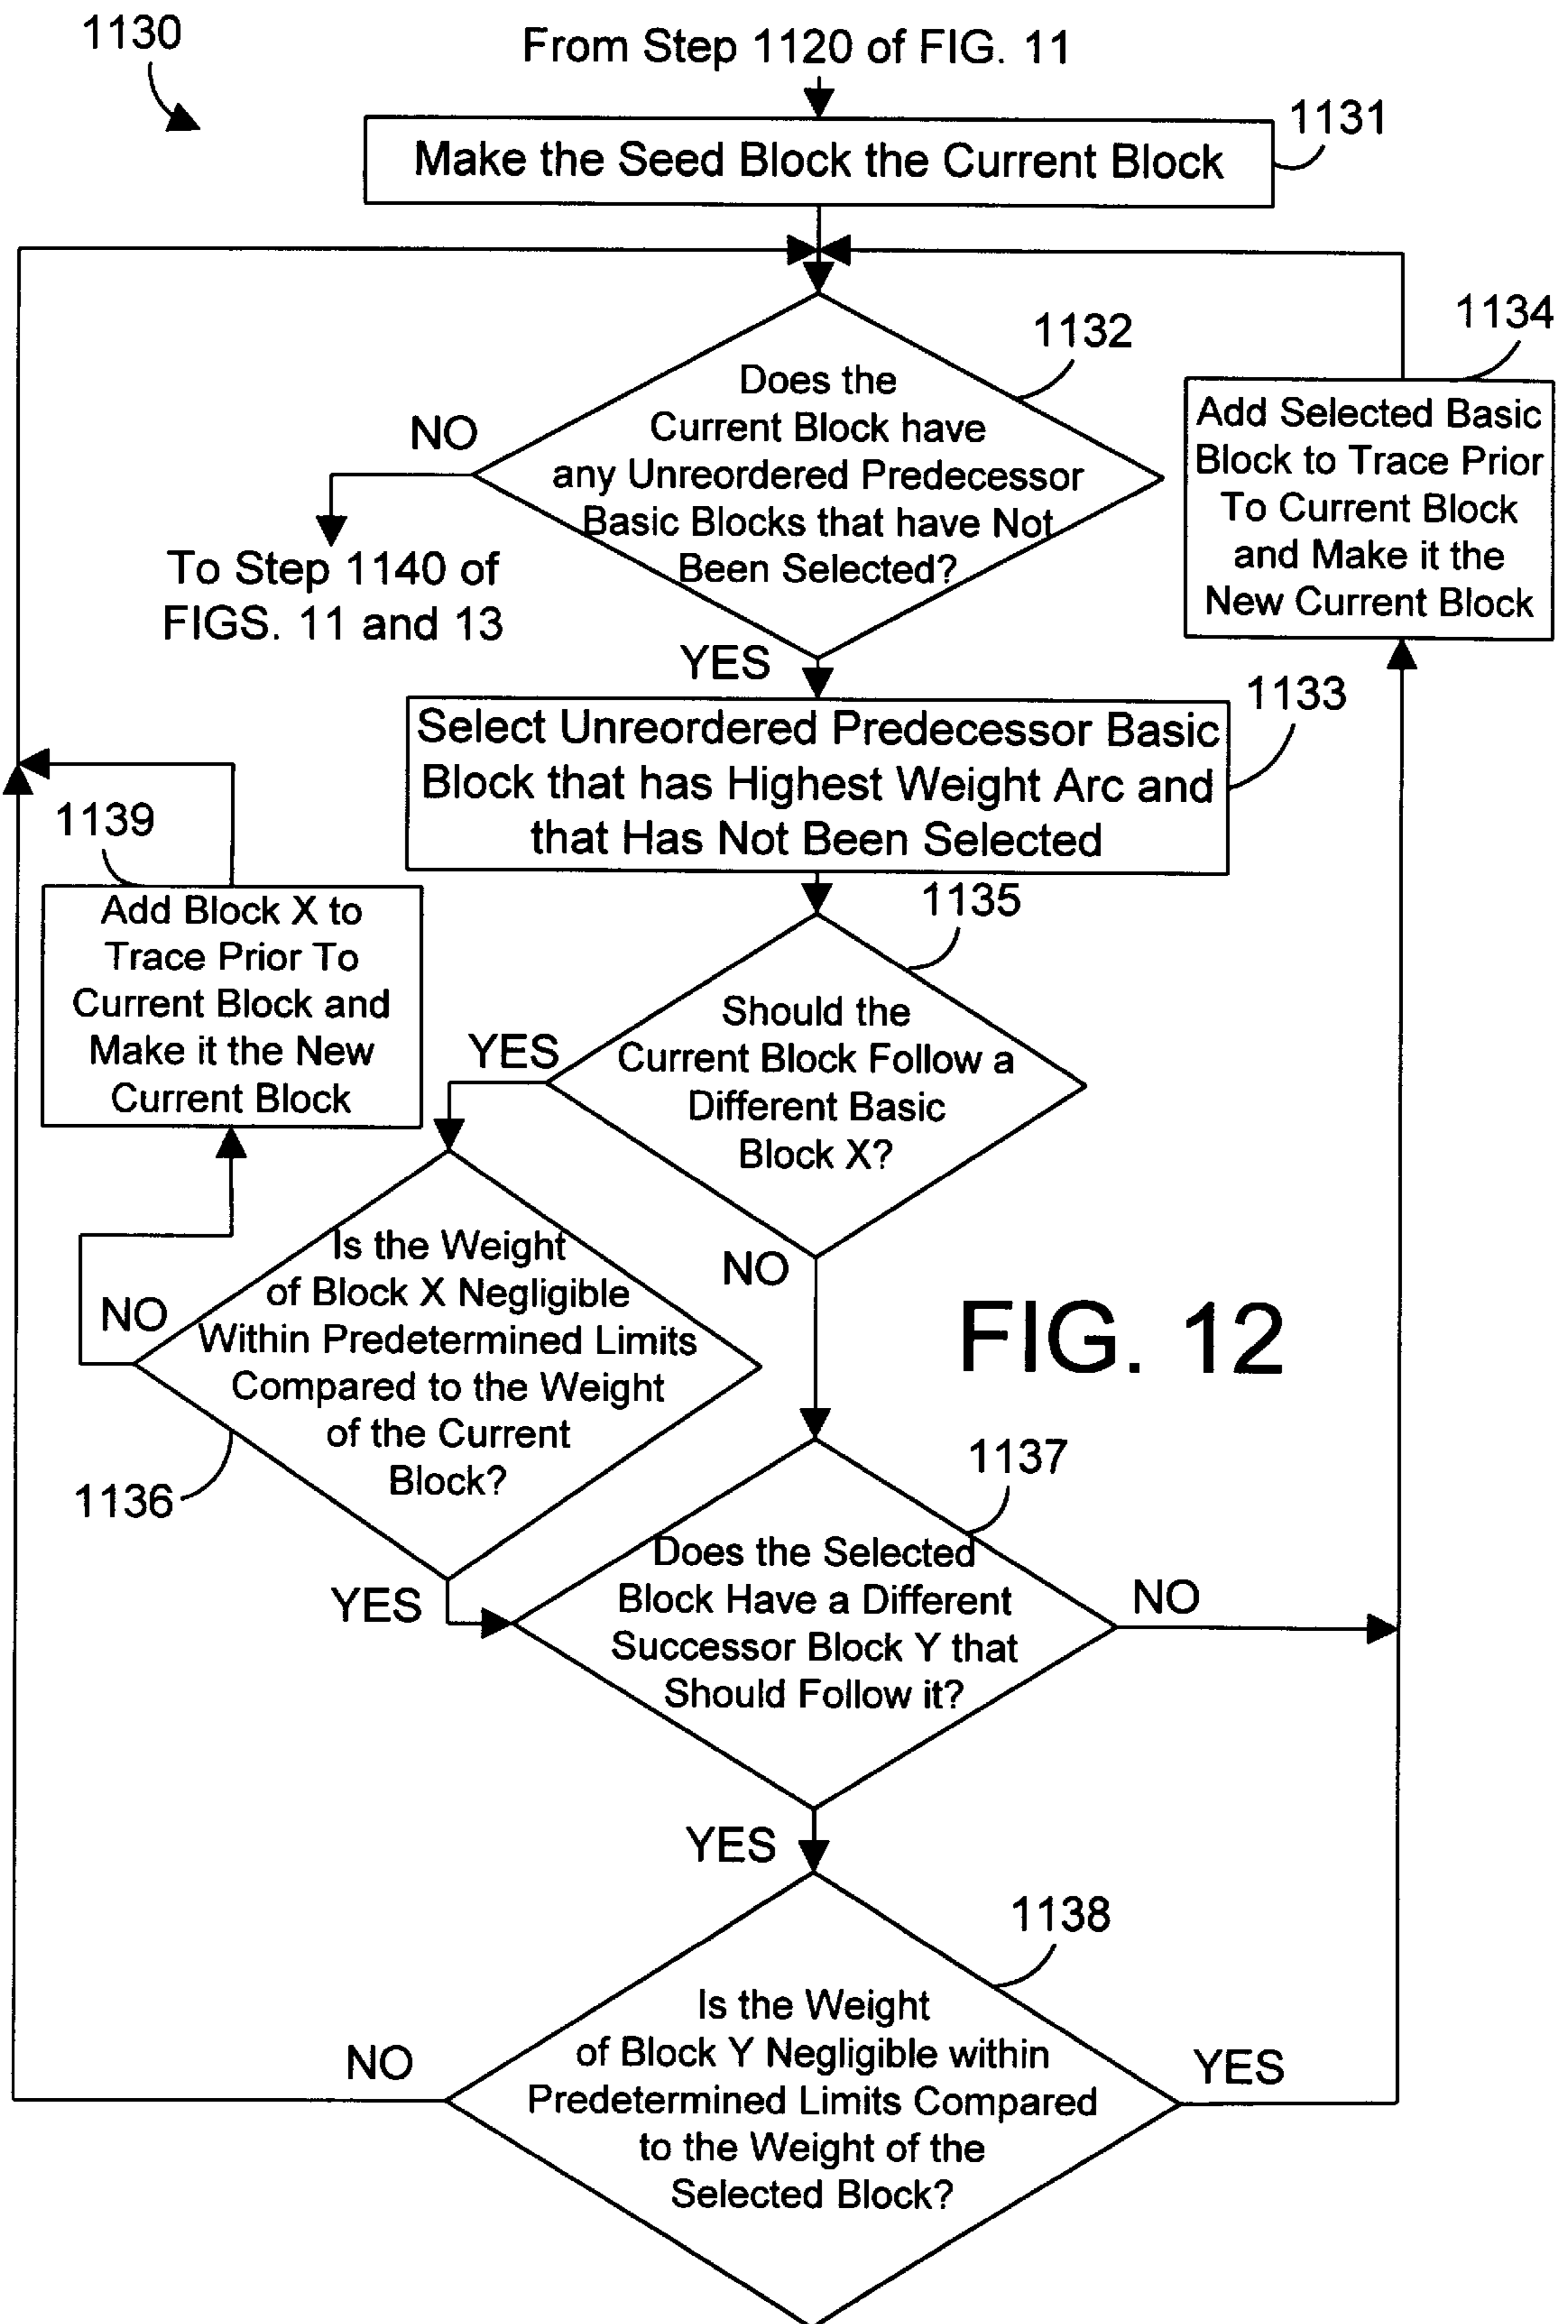 1130
From Step 1120 of FIG. 11
1131
Make the Seed Block the Current Block
1132
Does the
Current Block have
any Unreordered Predecessor
Basic Blocks that have Not
Been Selected?
NO
To Step 1140 of
FIGS. 11 and 13
YES
1134
Add Selected Basic
Block to Trace Prior
To Current Block
and Make it the
New Current Block
1133
Select Unreordered Predecessor Basic
Block that has Highest Weight Arc and
that Has Not Been Selected
1139
Add Block X to
Trace Prior To
Current Block and
Make it the New
Current Block
1135
Should the
Current Block Follow a
Different Basic
Block X?
YES
NO
Is the Weight
of Block X Negligible
Within Predetermined Limits
Compared to the Weight
of the Current
Block?
NO
1136
YES
FIG. 12
1137
Does the Selected
Block Have a Different
Successor Block Y that
Should Follow it?
NO
YES
1138
Is the Weight
of Block Y Negligible within
Predetermined Limits Compared
to the Weight of the
Selected Block?
NO
YES